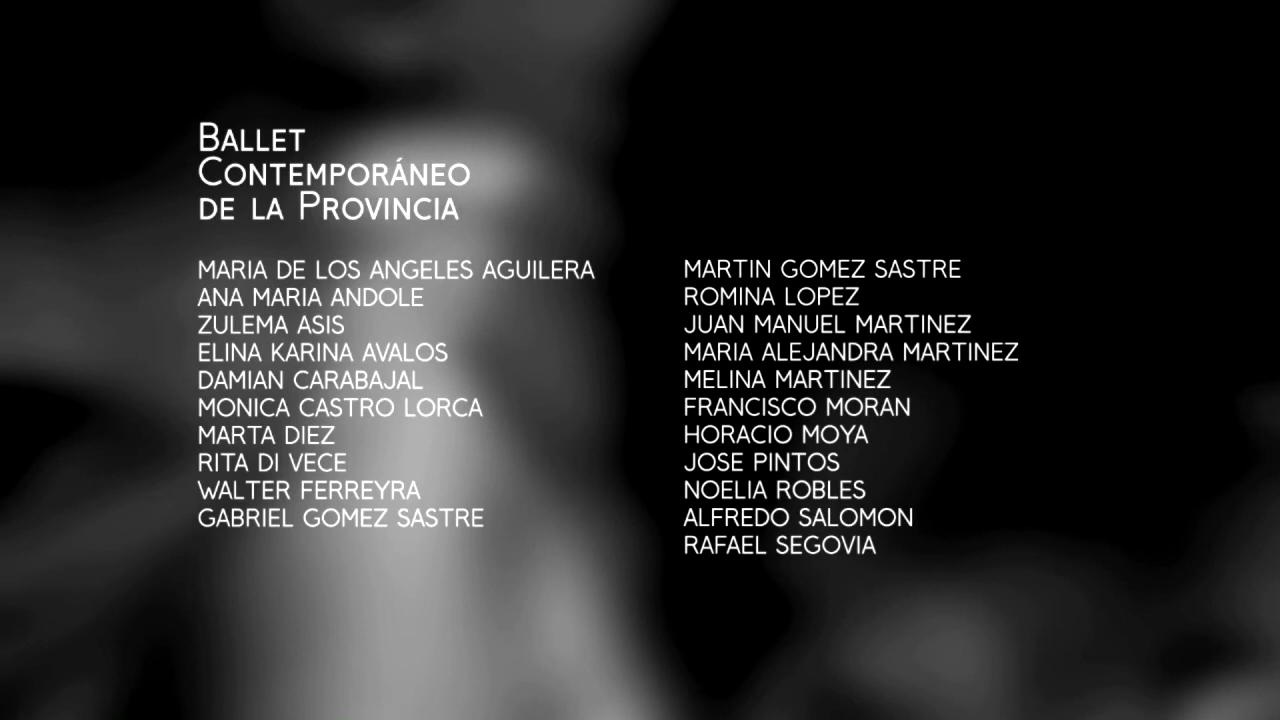 Ballet
Contemporáneo
de la Provincia
MARIA DE LOS ANGELES AGUILERA
ANA MARIA ANDOLE
ZULEMA ASIS
ELINA KARINA AVALOS
DAMIAN CARABAJAL
MONICA CASTRO LORCA
MARTA DIEZ
RITA DI VECE
WALTER FERREYRA
GABRIEL GOMEZ SASTRE
MARTIN GOMEZ SASTRE
ROMINA LOPEZ
JUAN MANUEL MARTINEZ
MARIA ALEJANDRA MARTINEZ
MELINA MARTINEZ
FRANCISCO MORAN
HORACIO MOYA
JOSE PINTOS
NOELIA ROBLES
ALFREDO SALOMON
RAFAEL SEGOVIA